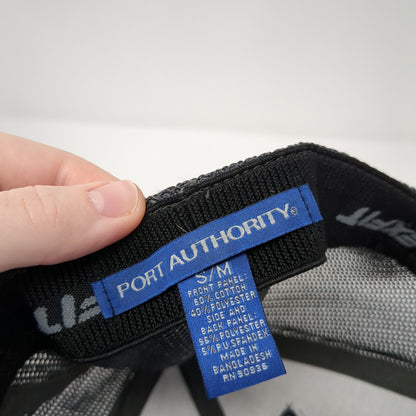 PORT AUTHORITY®
S/M
FRONT PANEL:
60% COTTON
40% POLYESTER
SIDE AND
BACK PANEL:
95% POLYESTER
5% PU SPANDEX
MADE IN
BANGLADESH
RN 90836